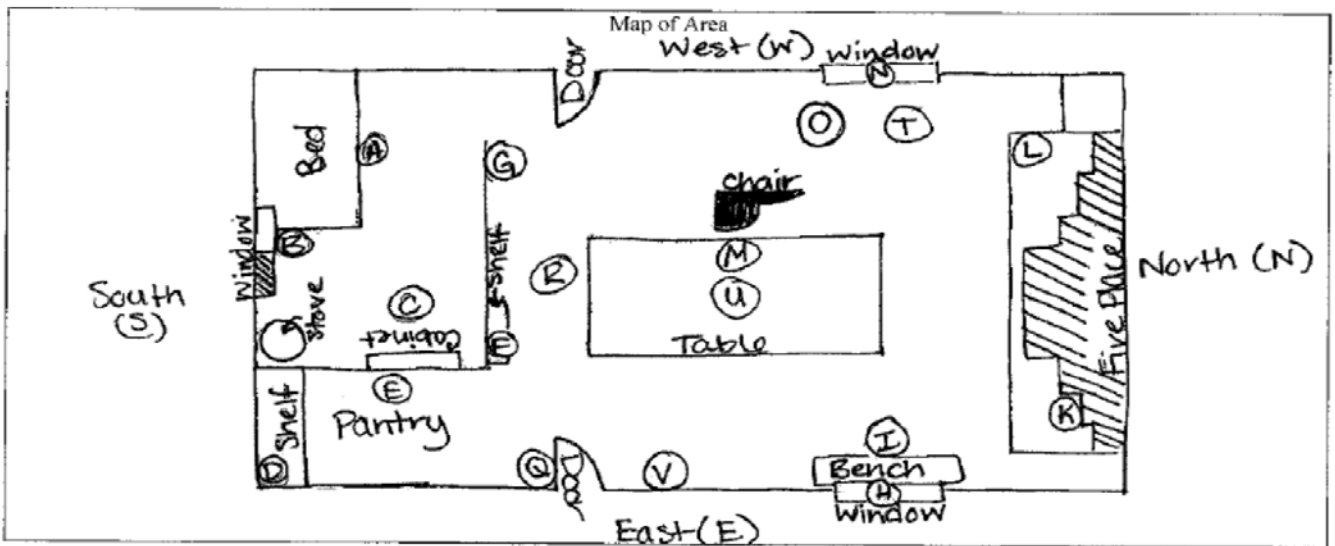 Map of Area
West (W)
Window
N
Door
O
T
Bed
A
G
L
chair
Window
B
shelf
R
M
U
Table
Fire Place
North (N)
South
(S)
stove
C
Cabinet
F
E
Shelf
Pantry
K
D
Q
Door
V
I
Bench
H
Window
East (E)